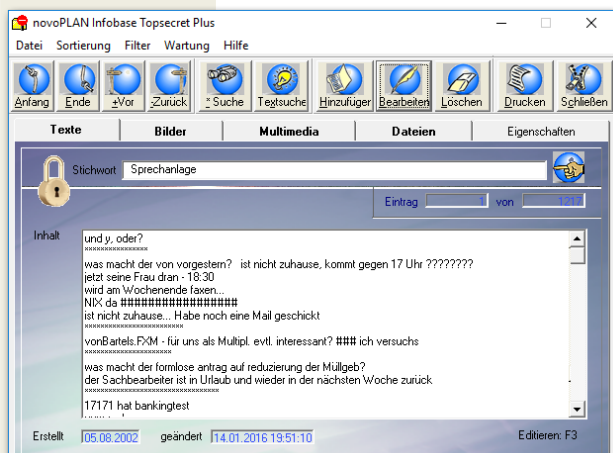 novoPLAN Infobase Topsecret Plus
Datei Sortierung Filter Wartung Hilfe
Anfang Ende +Vor -Zurück * Suche Textsuche Hinzufüger Bearbeiten Löschen Drucken Schließen
Texte Bilder Multimedia Dateien Eigenschaften
Stichwort Sprechanlage
Eintrag 1 von 1217
Inhalt
und y, oder?
***************
was macht der von vorgestern? ist nicht zuhause, kommt gegen 17 Uhr ????????
jetzt seine Frau dran - 18:30
wird am Wochenende faxen...
NIX da #################
ist nicht zuhause... Habe noch eine Mail geschickt
***********************
vonBartels.FXM - für uns als Multipl. evtl. interessant? ### ich versuchs
********************
was macht der formlose antrag auf reduzierung der Müllgeb?
der Sachbearbeiter ist in Urlaub und wieder in der nächsten Woche zurück
*******************************
17171 hat bankingtest
Erstellt 05.08.2002 geändert 14.01.2016 19:51:10 Editieren: F3